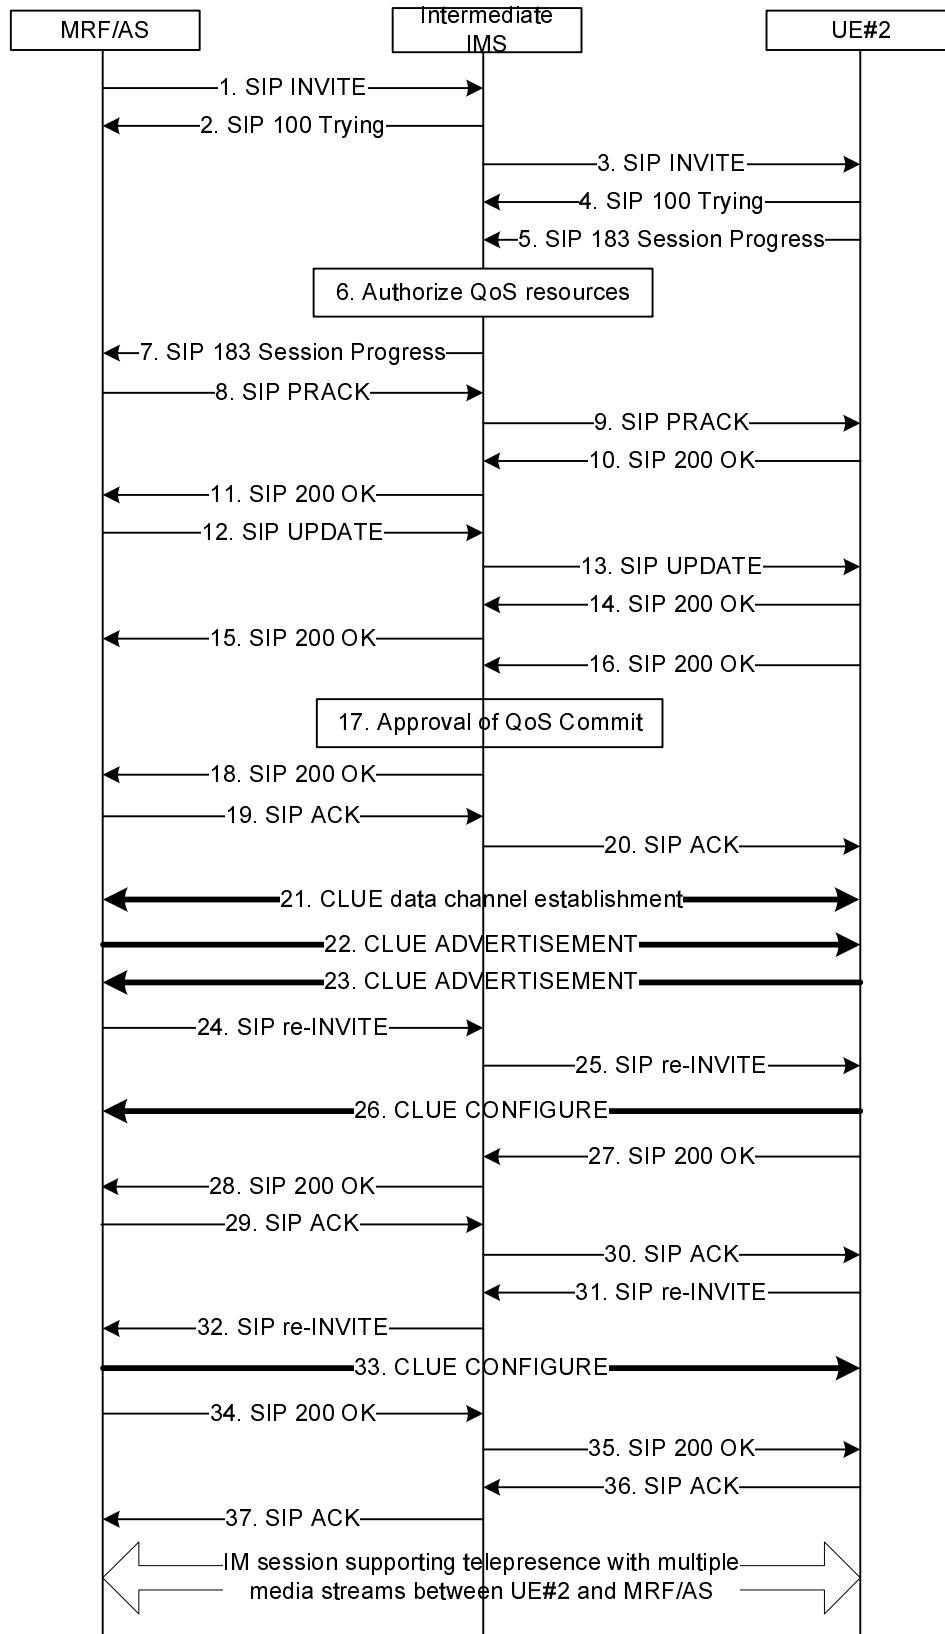 MRF/AS
Intermediate
IMS
UE#2
1. SIP INVITE
2. SIP 100 Trying
3. SIP INVITE
4. SIP 100 Trying
5. SIP 183 Session Progress
6. Authorize QoS resources
7. SIP 183 Session Progress
8. SIP PRACK
9. SIP PRACK
10. SIP 200 OK
11. SIP 200 OK
12. SIP UPDATE
13. SIP UPDATE
14. SIP 200 OK
15. SIP 200 OK
16. SIP 200 OK
17. Approval of QoS Commit
18. SIP 200 OK
19. SIP ACK
20. SIP ACK
21. CLUE data channel establishment
22. CLUE ADVERTISEMENT
23. CLUE ADVERTISEMENT
24. SIP re-INVITE
25. SIP re-INVITE
26. CLUE CONFIGURE
27. SIP 200 OK
28. SIP 200 OK
29. SIP ACK
30. SIP ACK
31. SIP re-INVITE
32. SIP re-INVITE
33. CLUE CONFIGURE
34. SIP 200 OK
35. SIP 200 OK
36. SIP ACK
37. SIP ACK
IM session supporting telepresence with multiple
media streams between UE#2 and MRF/AS